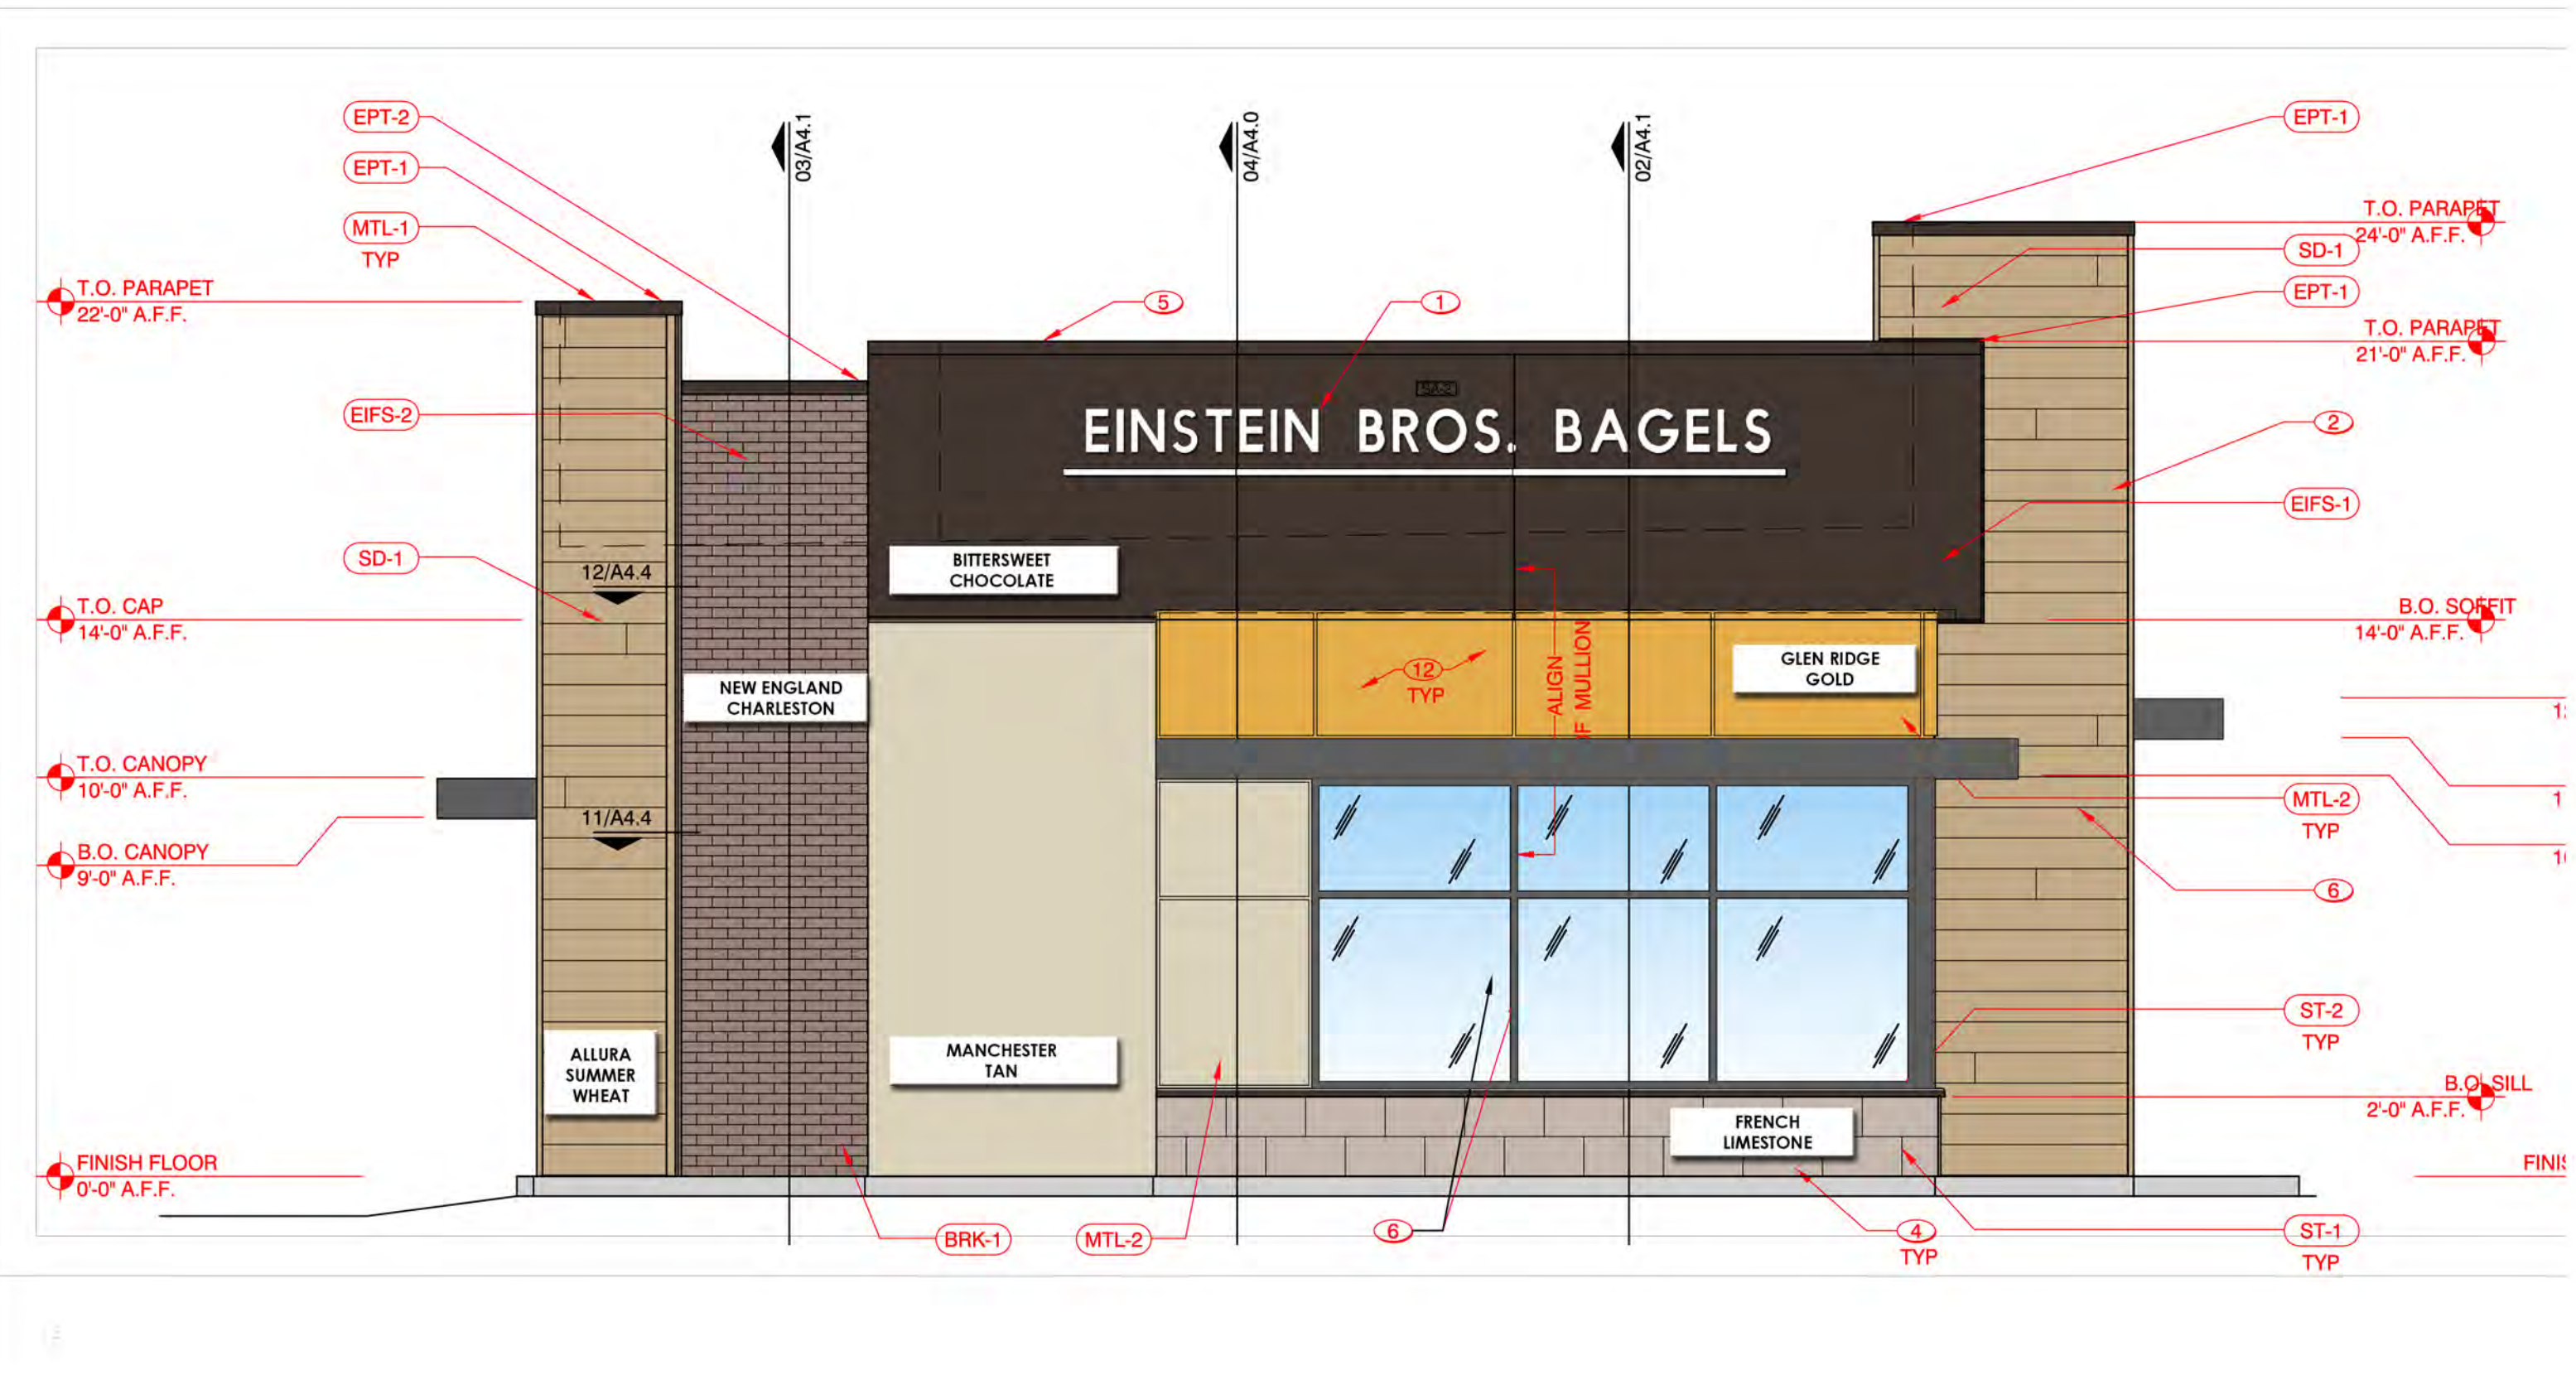 EPT-2
EPT-1
MTL-1
TYP
T.O. PARAPET
22'-0" A.F.F.
EIFS-2
SD-1
T.O. CAP
14'-0" A.F.F.
T.O. CANOPY
10'-0" A.F.F.
B.O. CANOPY
9'-0" A.F.F.
FINISH FLOOR
0'-0" A.F.F.
03/A4.1
04/A4.0
02/A4.1
5
1
SA-2
EINSTEIN BROS. BAGELS
BITTERSWEET
CHOCOLATE
12/A4.4
NEW ENGLAND
CHARLESTON
12
TYP
ALIGN
IF MULLION
GLEN RIDGE
GOLD
11/A4.4
ALLURA
SUMMER
WHEAT
MANCHESTER
TAN
FRENCH
LIMESTONE
BRK-1
MTL-2
6
4
TYP
EPT-1
T.O. PARAPET
24'-0" A.F.F.
SD-1
EPT-1
T.O. PARAPET
21'-0" A.F.F.
2
EIFS-1
B.O. SOFFIT
14'-0" A.F.F.
MTL-2
TYP
6
ST-2
TYP
B.O. SILL
2'-0" A.F.F.
ST-1
TYP